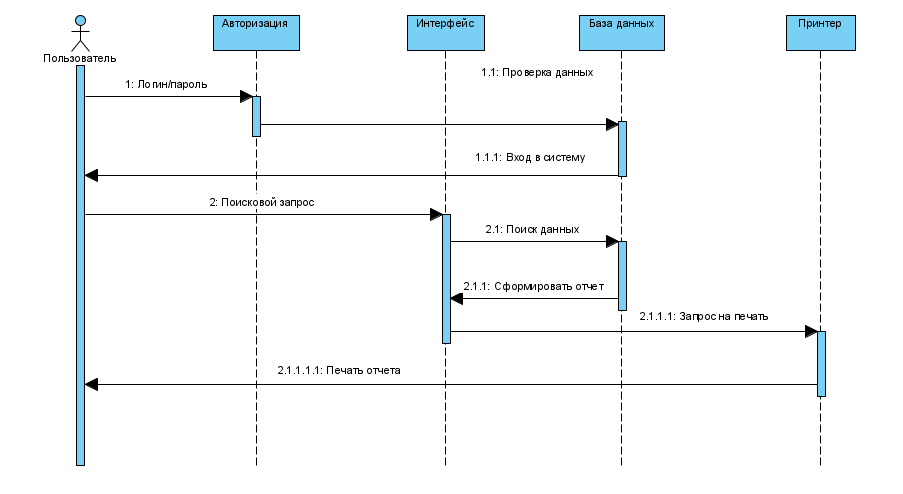 Авторизация
Интерфейс
База данных
Принтер
Пользователь
1.1: Проверка данных
1: Логин/пароль
1.1.1: Вход в систему
2: Поисковой запрос
2.1: Поиск данных
2.1.1: Сформировать отчет
2.1.1.1: Запрос на печать
2.1.1.1.1: Печать отчета